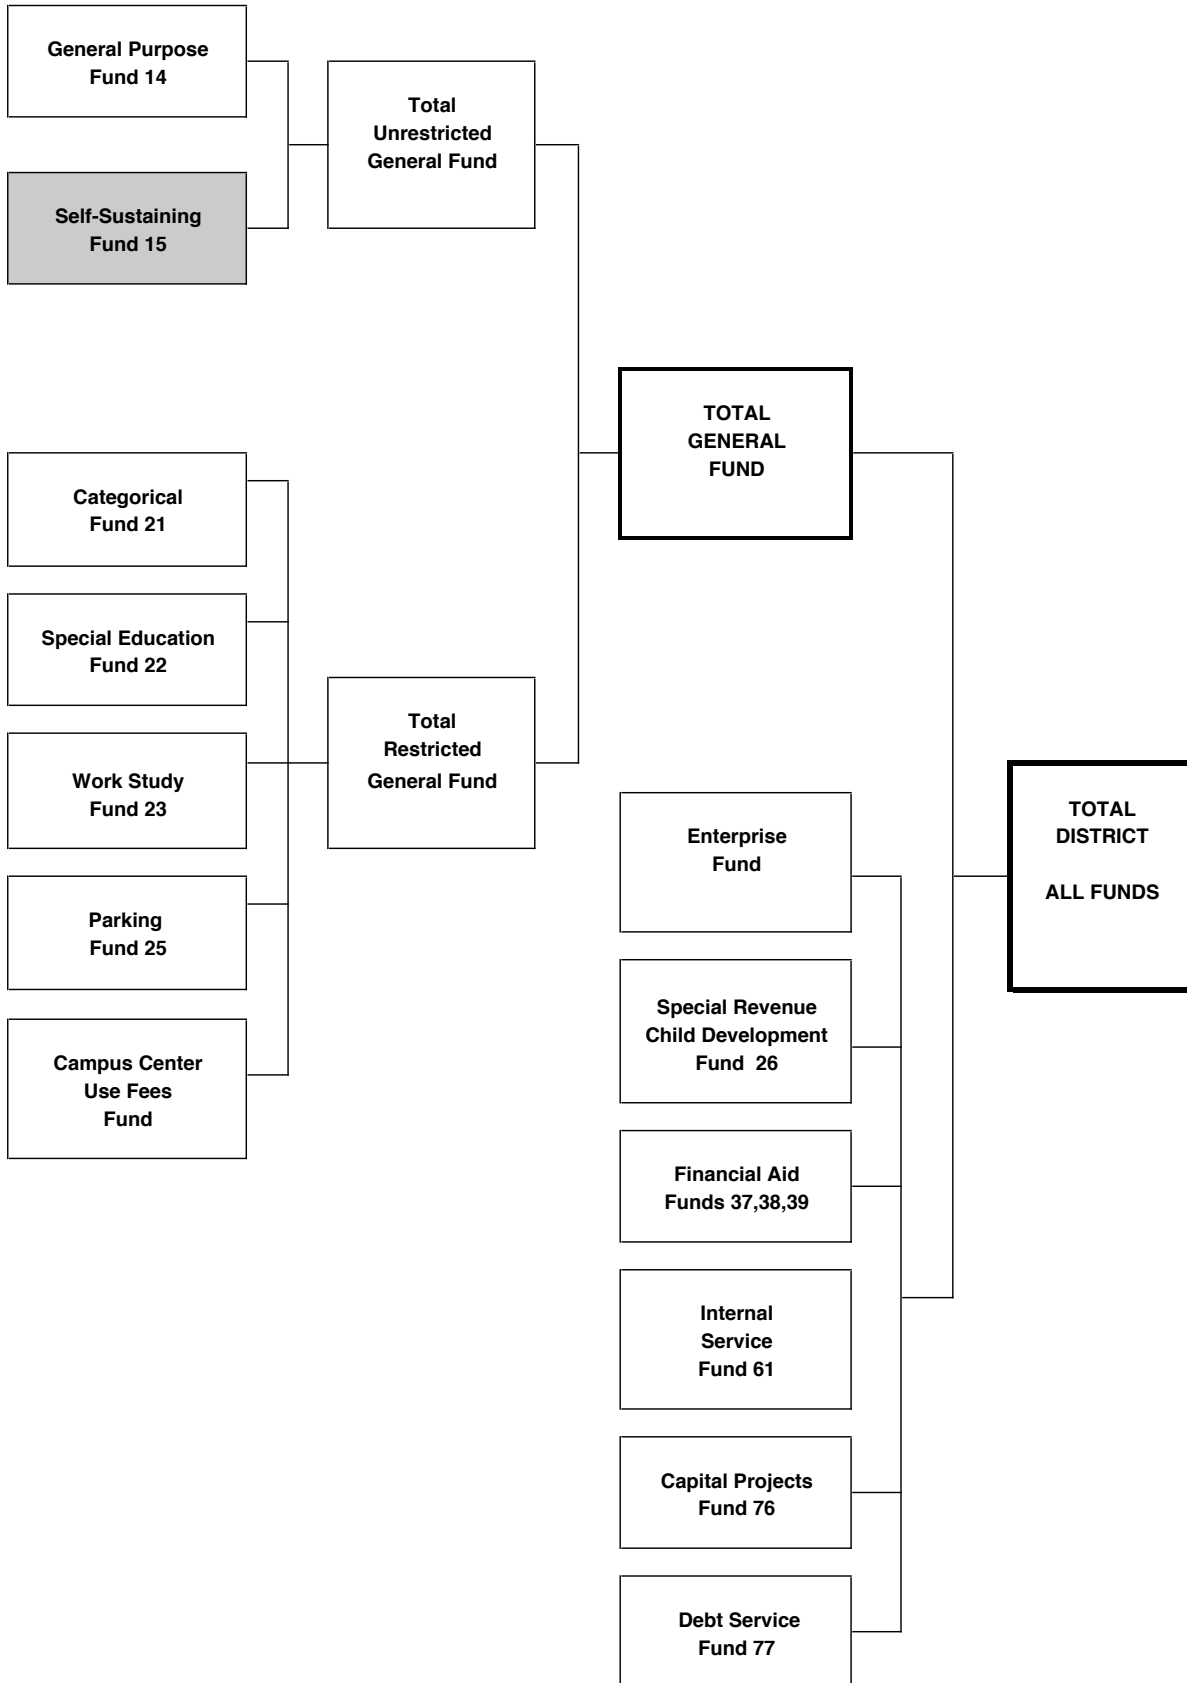 General Purpose
Fund 14
Total
Unrestricted
General Fund
Self-Sustaining
Fund 15
TOTAL
GENERAL
FUND
Categorical
Fund 21
Special Education
Fund 22
Total
Restricted
General Fund
Work Study
Fund 23
Parking
Fund 25
Campus Center
Use Fees
Fund
Enterprise
Fund
TOTAL
DISTRICT
ALL FUNDS
Special Revenue
Child Development
Fund  26
Financial Aid
Funds 37,38,39
Internal
Service
Fund 61
Capital Projects
Fund 76
Debt Service
Fund 77